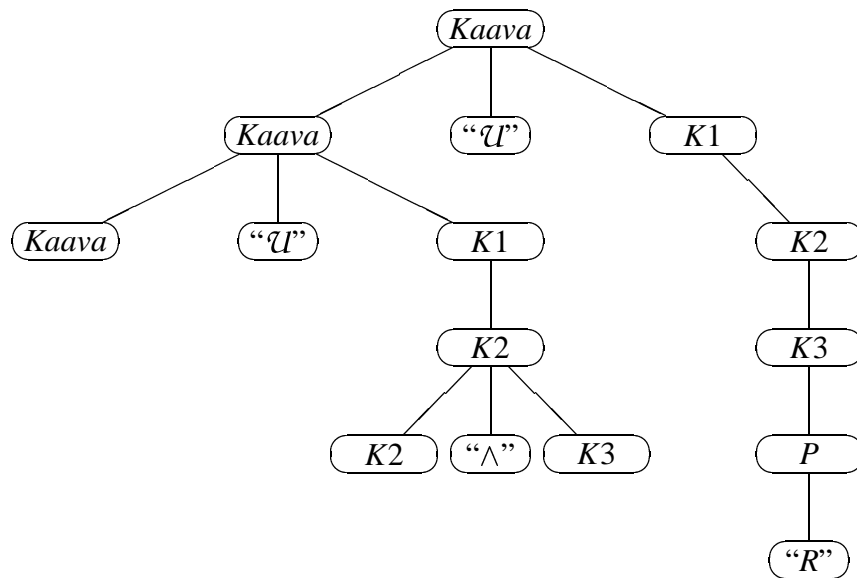 Kaava
Kaava “𝒰” K1
Kaava “𝒰” K1 K2
K2 K3
K2 “∧” K3 P
“R”